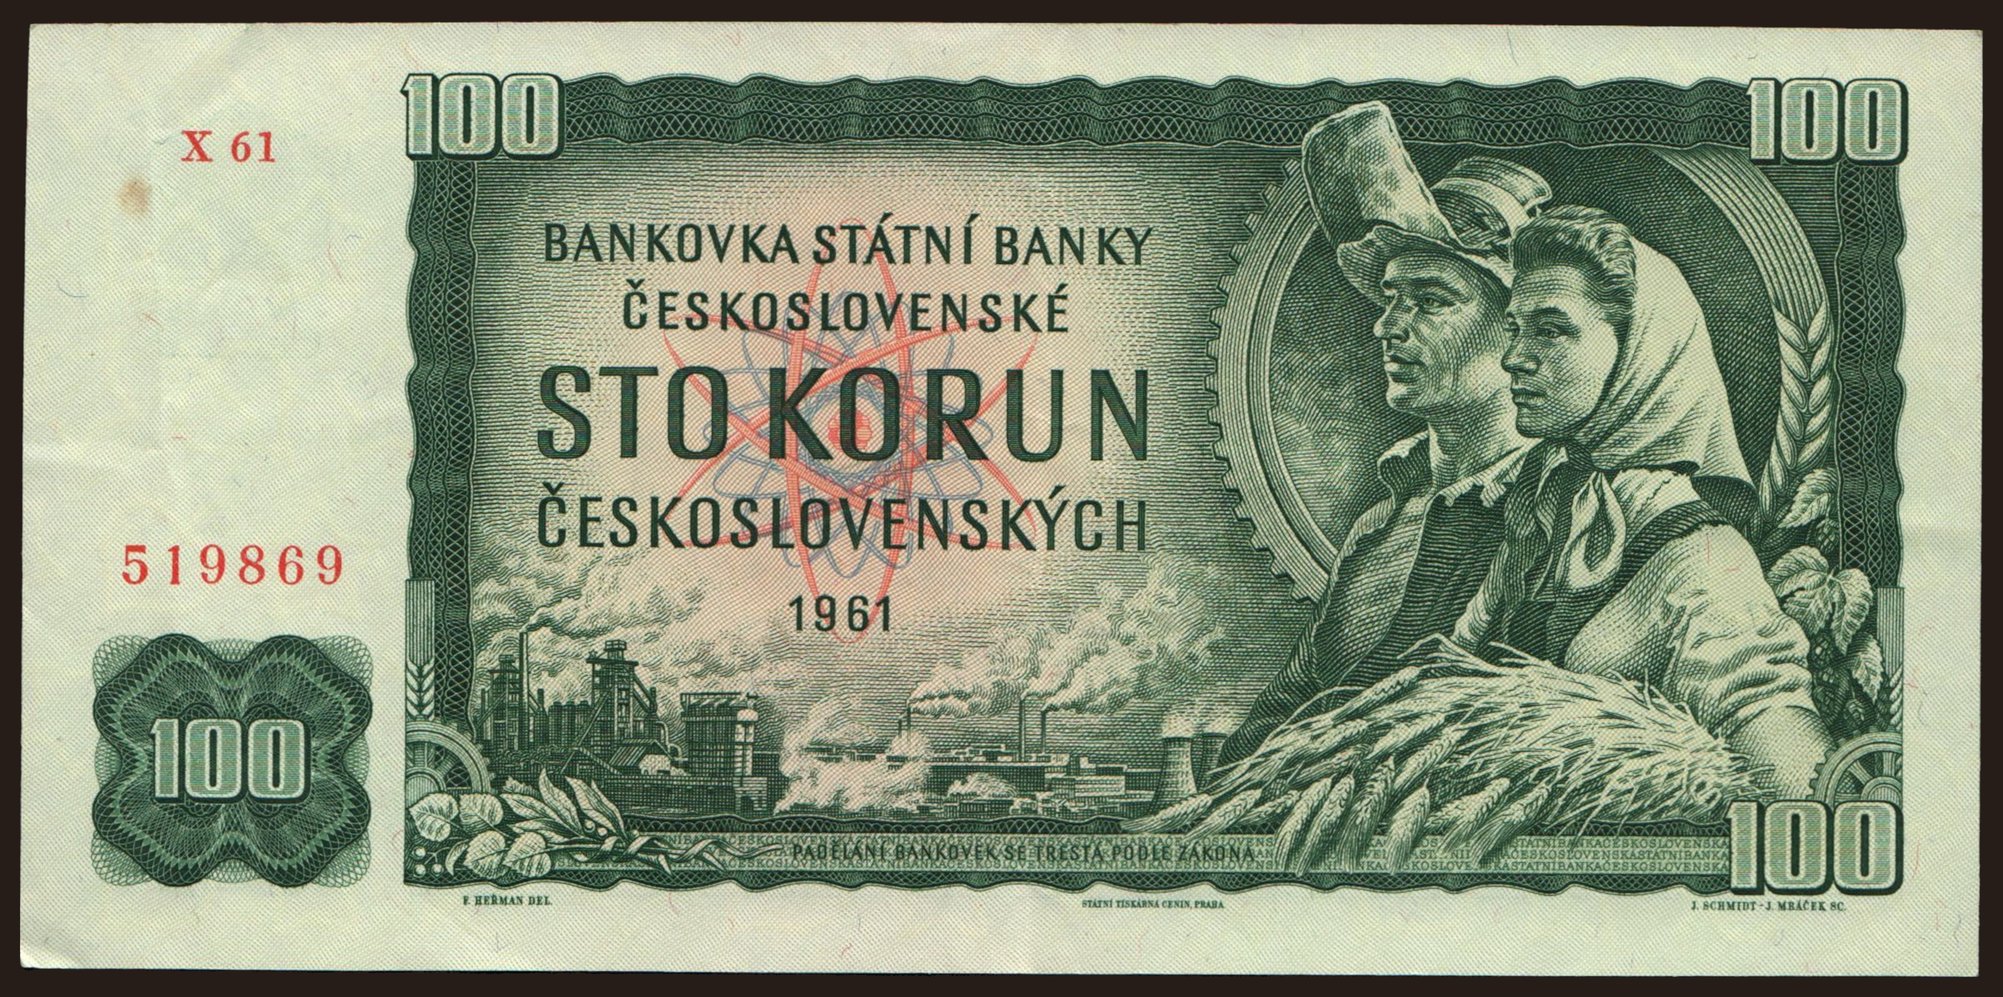 100
100
X 61
BANKOVKA STÁTNÍ BANKY
ČESKOSLOVENSKÉ
STO KORUN
ČESKOSLOVENSKÝCH
519869
1961
100
100
PADĚLÁNÍ BANKOVEK SE TRESTÁ PODLE ZÁKONA
F. HEŘMAN DEL.
STÁTNÍ TISKÁRNA CENIN, PRAHA
J. SCHMIDT - J. MRÁČEK SC.